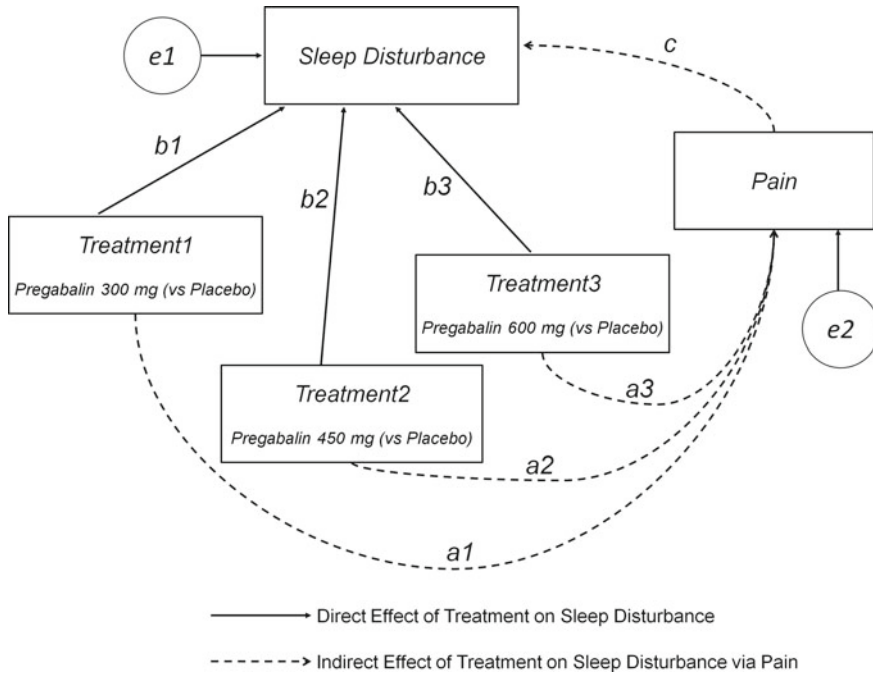 e1
Sleep Disturbance
c
b1
b2
b3
Pain
Treatment1
Pregabalin 300 mg (vs Placebo)
Treatment3
Pregabalin 600 mg (vs Placebo)
e2
Treatment2
Pregabalin 450 mg (vs Placebo)
a3
a2
a1
Direct Effect of Treatment on Sleep Disturbance
Indirect Effect of Treatment on Sleep Disturbance via Pain